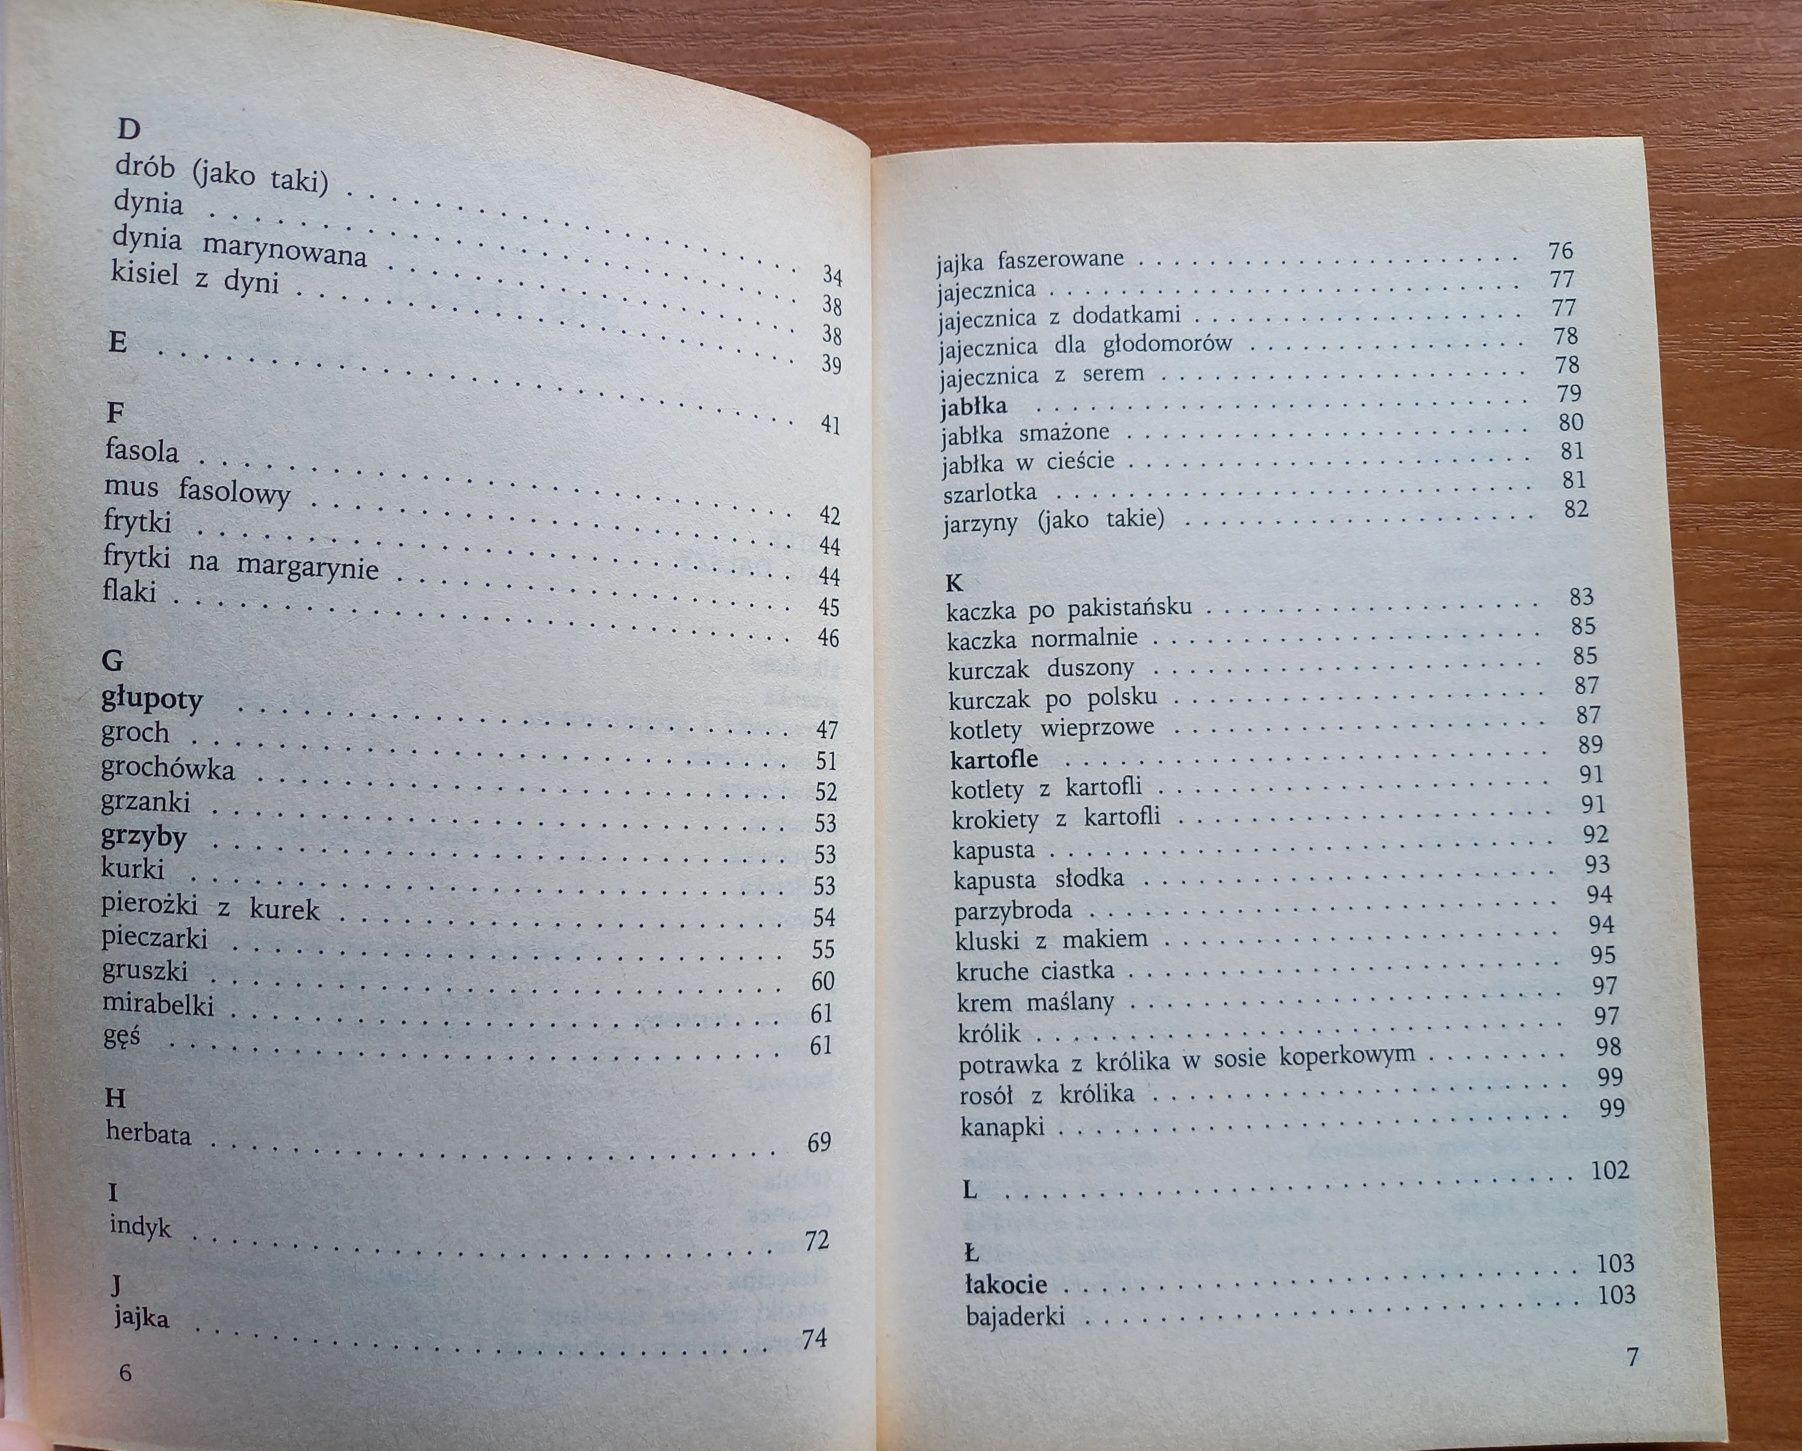 D
drób (jako taki) . . . . . . . . . . . . . . . . . . . . 34
dynia . . . . . . . . . . . . . . . . . . . . 38
dynia marynowana . . . . . . . . . . . . . . . . . . . . 38
kisiel z dyni . . . . . . . . . . . . . . . . . . . . 39
E . . . . . . . . . . . . . . . . . . . . 41
F
fasola . . . . . . . . . . . . . . . . . . . . 42
mus fasolowy . . . . . . . . . . . . . . . . . . . . 44
frytki . . . . . . . . . . . . . . . . . . . . 44
frytki na margarynie . . . . . . . . . . . . . . . . . . . . 45
flaki . . . . . . . . . . . . . . . . . . . . 46
G
głupoty . . . . . . . . . . . . . . . . . . . . 47
groch . . . . . . . . . . . . . . . . . . . . 51
grochówka . . . . . . . . . . . . . . . . . . . . 52
grzanki . . . . . . . . . . . . . . . . . . . . 53
grzyby . . . . . . . . . . . . . . . . . . . . 53
kurki . . . . . . . . . . . . . . . . . . . . 53
pierożki z kurek . . . . . . . . . . . . . . . . . . . . 54
pieczarki . . . . . . . . . . . . . . . . . . . . 55
gruszki . . . . . . . . . . . . . . . . . . . . 60
mirabelki . . . . . . . . . . . . . . . . . . . . 61
gęś . . . . . . . . . . . . . . . . . . . . 61
H
herbata . . . . . . . . . . . . . . . . . . . . 69
I
indyk . . . . . . . . . . . . . . . . . . . . 72
J
jajka . . . . . . . . . . . . . . . . . . . . 74
6
jajka faszerowane . . . . . . . . . . . . . . . . . . 76
jajecznica . . . . . . . . . . . . . . . . . . . . 77
jajecznica z dodatkami . . . . . . . . . . . . . . . . 77
jajecznica dla głodomorów . . . . . . . . . . . . . 78
jajecznica z serem . . . . . . . . . . . . . . . . . 78
jabłka . . . . . . . . . . . . . . . . . . . . 79
jabłka smażone . . . . . . . . . . . . . . . . . . 80
jabłka w cieście . . . . . . . . . . . . . . . . . . 81
szarlotka . . . . . . . . . . . . . . . . . . . . 81
jarzyny (jako takie) . . . . . . . . . . . . . . . . 82
K
kaczka po pakistańsku . . . . . . . . . . . . . . . . 83
kaczka normalnie . . . . . . . . . . . . . . . . . . 85
kurczak duszony . . . . . . . . . . . . . . . . . . 85
kurczak po polsku . . . . . . . . . . . . . . . . . 87
kotlety wieprzowe . . . . . . . . . . . . . . . . . 87
kartofle . . . . . . . . . . . . . . . . . . . . 89
kotlety z kartofli . . . . . . . . . . . . . . . . . . 91
krokiety z kartofli . . . . . . . . . . . . . . . . . 91
kapusta . . . . . . . . . . . . . . . . . . . . 92
kapusta słodka . . . . . . . . . . . . . . . . . . 93
parzybroda . . . . . . . . . . . . . . . . . . . . 94
kluski z makiem . . . . . . . . . . . . . . . . . . 94
kruche ciastka . . . . . . . . . . . . . . . . . . . 95
krem maślany . . . . . . . . . . . . . . . . . . . 97
królik . . . . . . . . . . . . . . . . . . . . 97
potrawka z królika w sosie koperkowym . . . . . . . . 98
rosół z królika . . . . . . . . . . . . . . . . . . 99
kanapki . . . . . . . . . . . . . . . . . . . . 99
L . . . . . . . . . . . . . . . . . . . . 102
Ł
łakocie . . . . . . . . . . . . . . . . . . . . 103
bajaderki . . . . . . . . . . . . . . . . . . . . 103
7